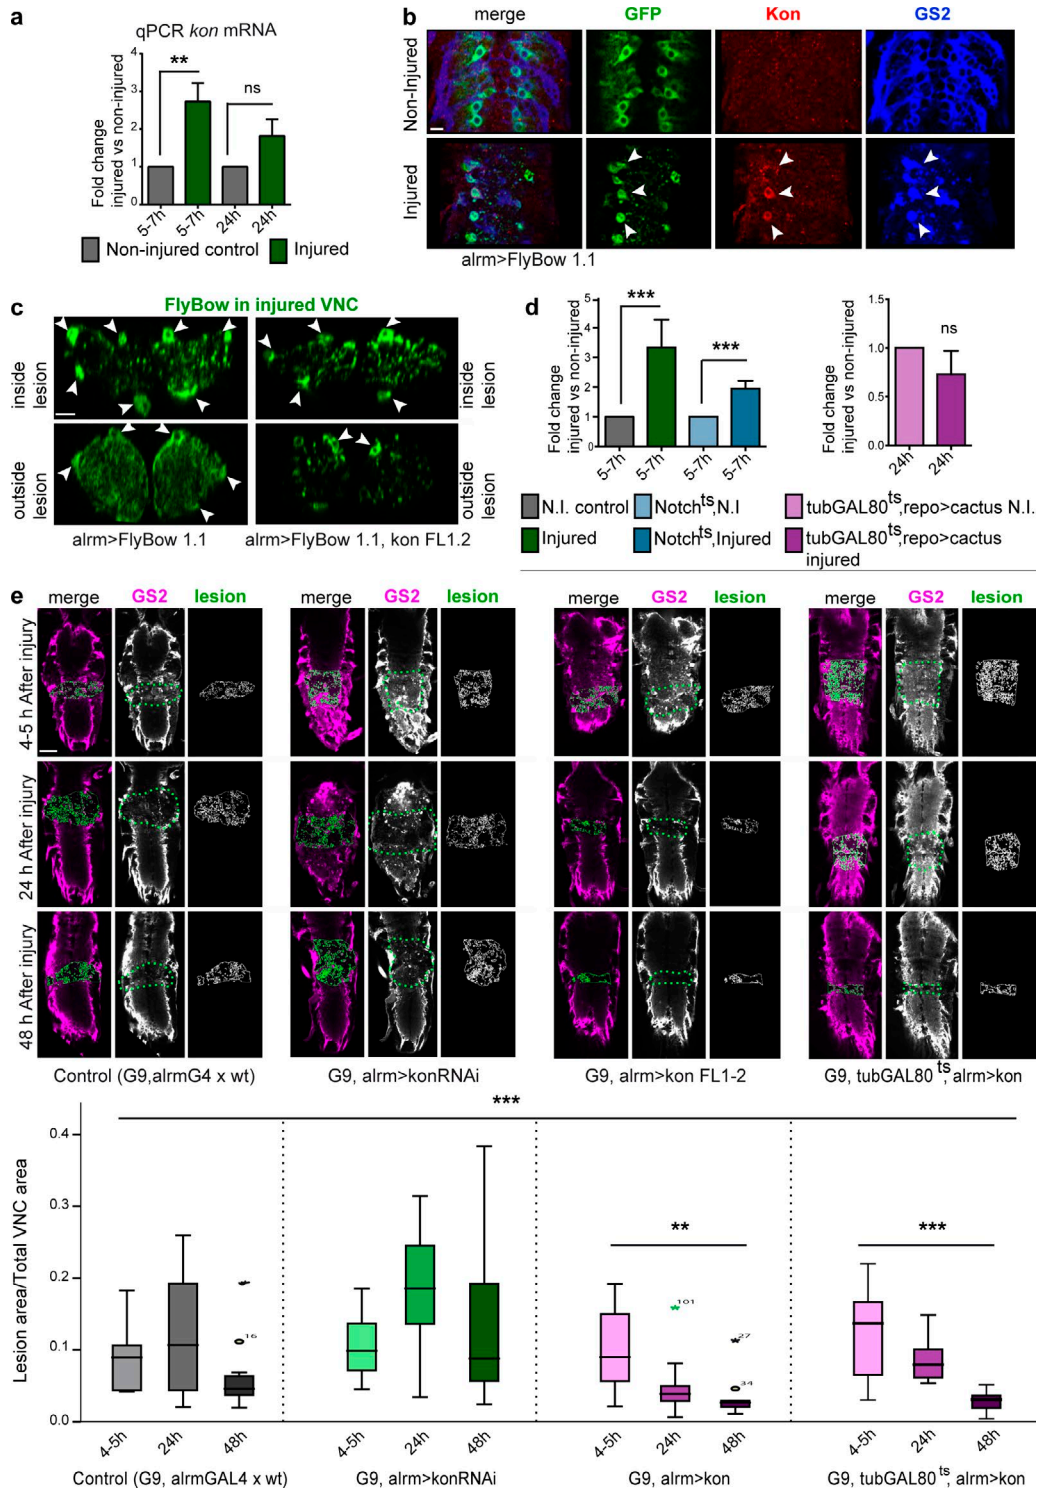 a
qPCR kon mRNA
Fold change
injured vs non-injured
4
3
2
1
0
**
ns
5-7h
5-7h
24h
24h
Non-injured control
Injured
b
merge
GFP
Kon
GS2
Non-Injured
Injured
alrm>FlyBow 1.1
c
FlyBow in injured VNC
inside
lesion
inside
lesion
outside
lesion
outside
lesion
alrm>FlyBow 1.1
alrm>FlyBow 1.1, kon FL1.2
d
Fold change
injured vs non-injured
5
4
3
2
1
0
***
***
5-7h
5-7h
5-7h
5-7h
Fold change
injured vs non-injured
1.5
1.0
0.5
0.0
ns
24h
24h
N.I. control
Notchts,N.I
tubGAL80ts,repo>cactus N.I.
Injured
Notchts,Injured
tubGAL80ts,repo>cactus
injured
e
merge
GS2
lesion
merge
GS2
lesion
merge
GS2
lesion
merge
GS2
lesion
4-5 h After injury
24 h After injury
48 h After injury
Control (G9,alrmG4 x wt)
G9, alrm>konRNAi
G9, alrm>kon FL1-2
G9, tubGAL80ts, alrm>kon
Lesion area/Total VNC area
0.4
0.3
0.2
0.1
0.0
***
**
***
16
101
27
34
4-5h
24h
48h
4-5h
24h
48h
4-5h
24h
48h
4-5h
24h
48h
Control (G9, alrmGAL4 x wt)
G9, alrm>konRNAi
G9, alrm>kon
G9, tubGAL80ts, alrm>kon